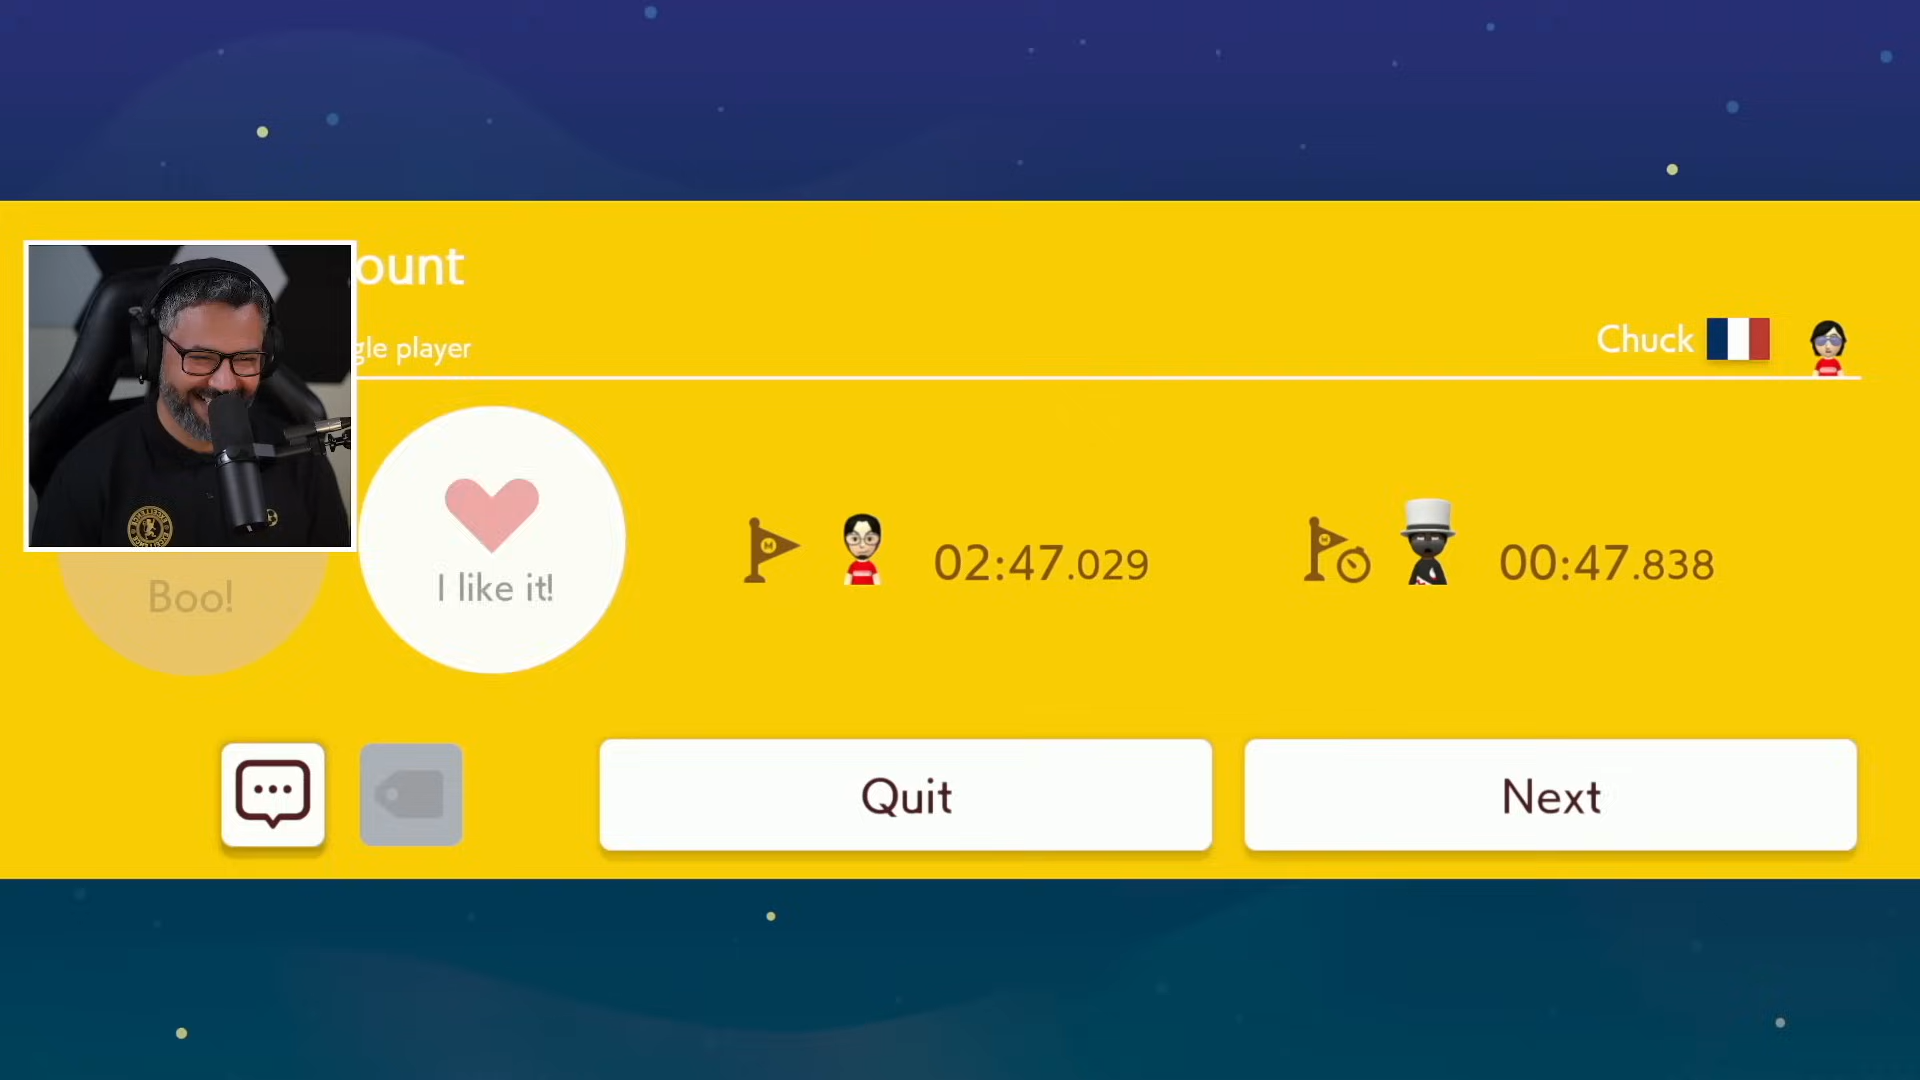 ount
gle player
Chuck
Boo!
I like it!
02:47.029
00:47.838
Quit
Next